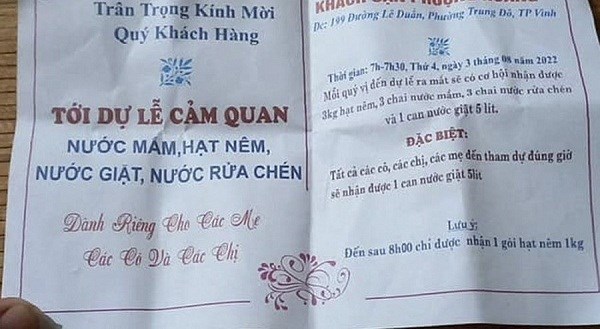 Trân Trọng Kính Mời
Quý Khách Hàng
TỚI DỰ LỄ CẢM QUAN
NƯỚC MẮM,HẠT NÊM,
NƯỚC GIẶT, NƯỚC RỬA CHÉN
Dành Riêng Cho Các Mẹ
Các Cô Và Các Chị
KHÁCH SẠN
Đc: 199 Đường Lê Duẩn, Phường Trung Đô, TP Vinh
Thời gian: 7h-7h30, Thứ 4, ngày 3 tháng 08 năm 2022
Mỗi quý vị đến dự lễ ra mắt sẽ có cơ hội nhận được
3kg hạt nêm, 3 chai nước mắm, 3 chai nước rửa chén
và 1 can nước giặt 5 lít.
ĐẶC BIỆT:
Tất cả các cô, các chị, các mẹ đến tham dự đúng giờ
sẽ nhận được 1 can nước giặt 5lit
Lưu ý:
Đến sau 8h00 chỉ được nhận 1 gói hạt nêm 1kg